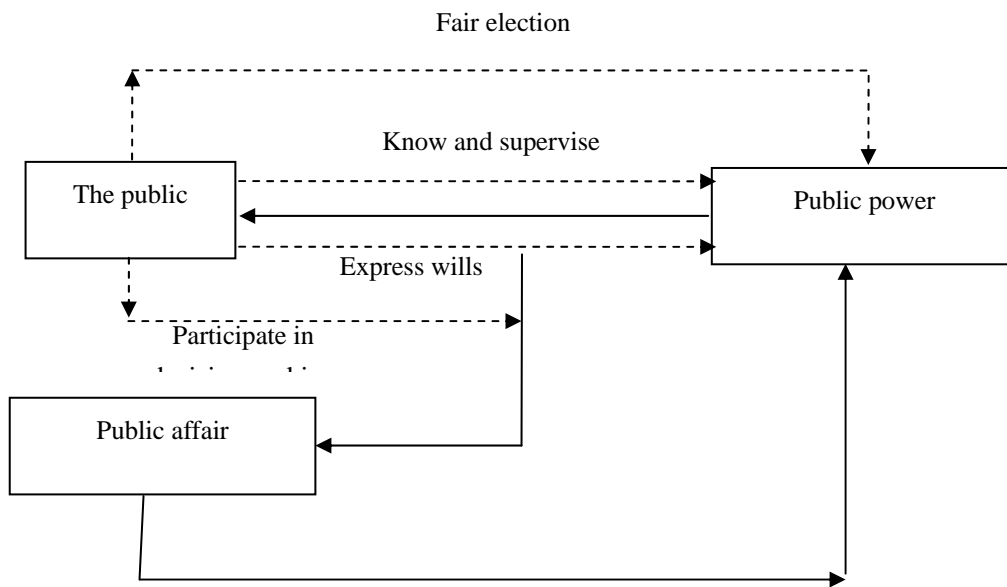 Fair election
Know and supervise
The public
Public power
Express wills
Participate in
Public affair